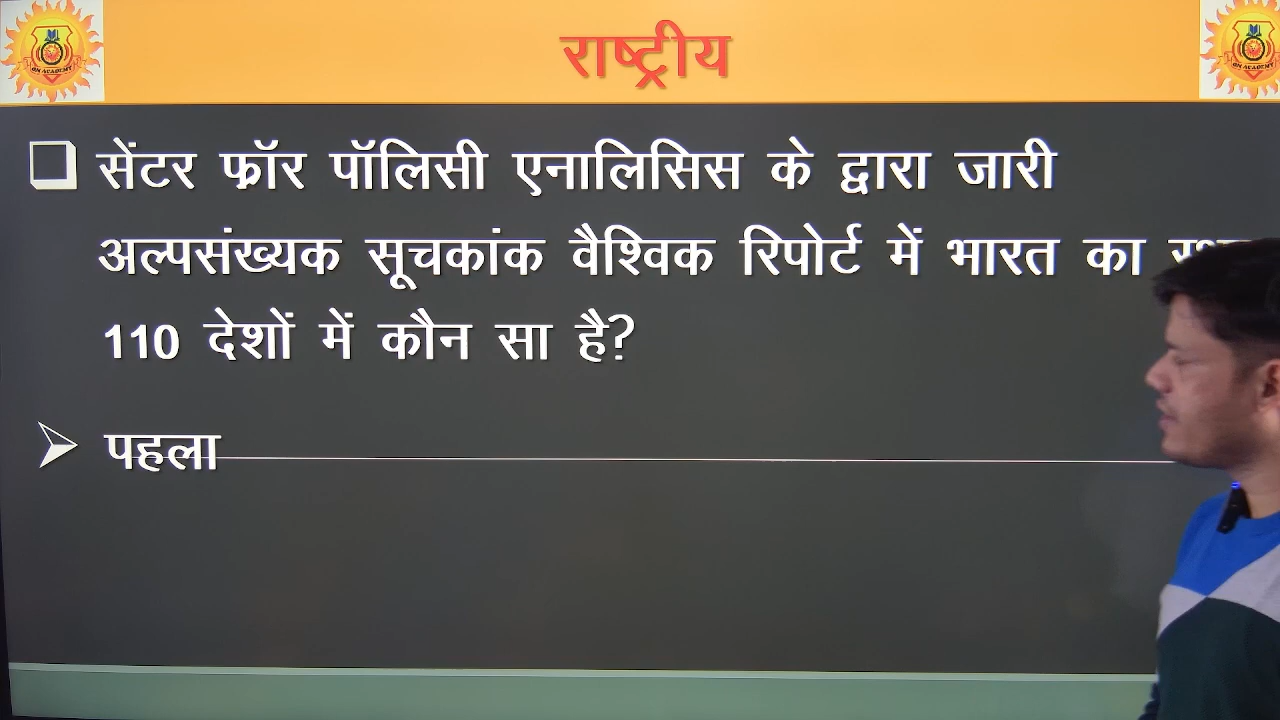 राष्ट्रीय
सेंटर फ्रॉर पॉलिसी एनालिसिस के द्वारा जारी
अल्पसंख्यक सूचकांक वैश्विक रिपोर्ट में भारत का
110 देशों में कौन सा है?
पहला